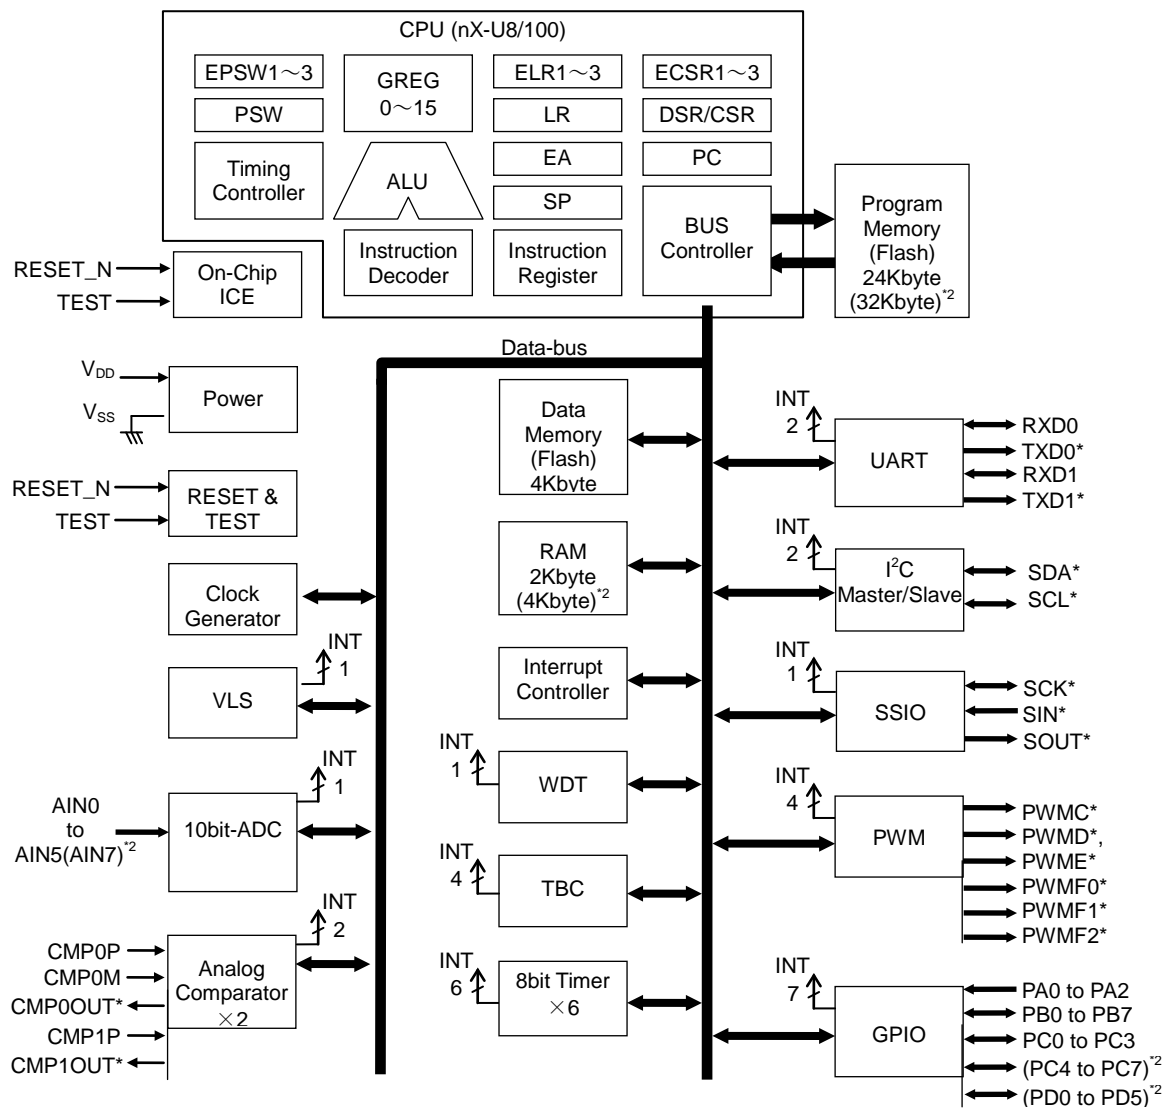 CPU (nX-U8/100)
EPSW1～3
GREG
0～15
ELR1～3
ECSR1～3
PSW
LR
DSR/CSR
Timing
Controller
ALU
EA
PC
SP
BUS
Controller
Instruction
Decoder
Instruction
Register
Program
Memory
(Flash)
24Kbyte
(32Kbyte)*2
RESET_N
TEST
On-Chip
ICE
Data-bus
VDD
VSS
Power
RESET_N
TEST
RESET &
TEST
Clock
Generator
INT
1
VLS
INT
1
AIN0
to
AIN5(AIN7)*2
10bit-ADC
INT
2
CMP0P
CMP0M
CMP0OUT*
CMP1P
CMP1OUT*
Analog
Comparator
×2
Data
Memory
(Flash)
4Kbyte
RAM
2Kbyte
(4Kbyte)*2
Interrupt
Controller
INT
1
WDT
INT
4
TBC
INT
6
8bit Timer
×6
INT
2
UART
RXD0
TXD0*
RXD1
TXD1*
INT
2
I2C
Master/Slave
SDA*
SCL*
INT
1
SSIO
SCK*
SIN*
SOUT*
INT
4
PWM
PWMC*
PWMD*,
PWME*
PWMF0*
PWMF1*
PWMF2*
INT
7
GPIO
PA0 to PA2
PB0 to PB7
PC0 to PC3
(PC4 to PC7)*2
(PD0 to PD5)*2